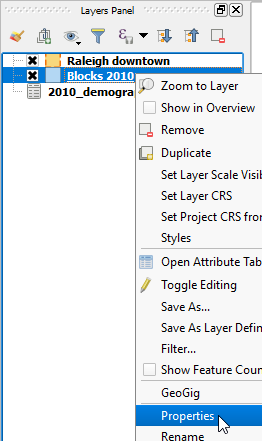 Layers Panel
Raleigh downtown
Blocks 2010
2010_demogra
Zoom to Layer
Show in Overview
Remove
Duplicate
Set Layer Scale Visib
Set Layer CRS
Set Project CRS from
Styles
Open Attribute Tab
Toggle Editing
Save As...
Save As Layer Defin
Filter...
Show Feature Coun
GeoGig
Properties
Rename